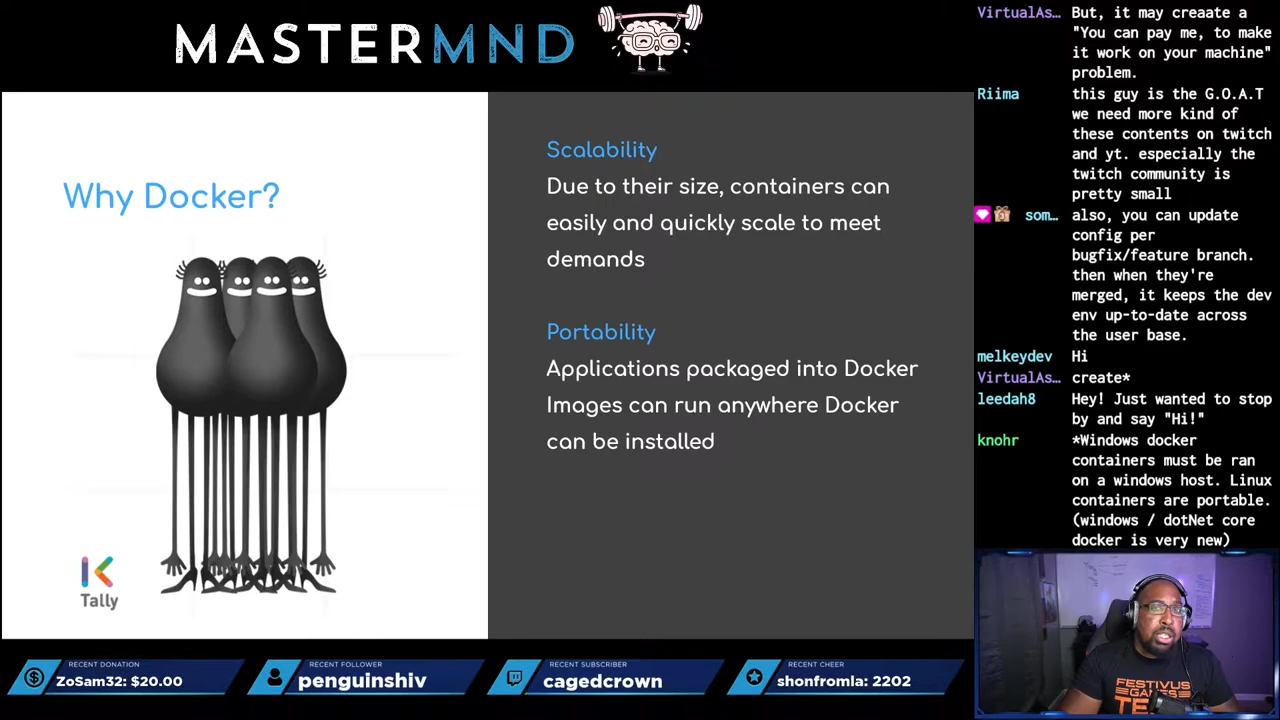 MASTERMND
Why Docker?
K
Tally
Scalability
Due to their size, containers can
easily and quickly scale to meet
demands
Portability
Applications packaged into Docker
Images can run anywhere Docker
can be installed
VirtualAs… But, it may creaate a
"You can pay me, to make
it work on your machine"
problem.
Riima this guy is the G.O.A.T
we need more kind of
these contents on twitch
and yt. especially the
twitch community is
pretty small
som… also, you can update
config per
bugfix/feature branch.
then when they're
merged, it keeps the dev
env up-to-date across
the user base.
melkeydev Hi
VirtualAs… create*
leedah8 Hey! Just wanted to stop
by and say "Hi!"
knohr *Windows docker
containers must be ran
on a windows host. Linux
containers are portable.
(windows / dotNet core
docker is very new)
FESTIVUS
GAMES
RECENT DONATION
ZoSam32: $20.00
RECENT FOLLOWER
penguinshiv
RECENT SUBSCRIBER
cagedcrown
RECENT CHEER
shonfromla: 2202